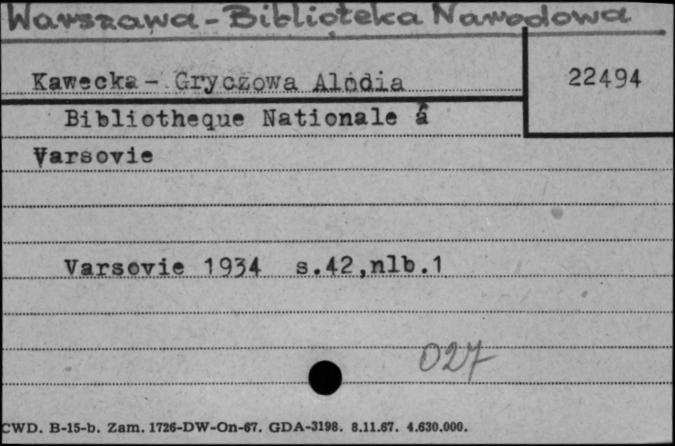 Warszawa - Biblioteka Narodowa
Kawecka - Gryczowa Alodia 22494
Bibliotheque Nationale â
Varsovie
Varsovie 1934 s.42,nlb.1
027
CWD. B-15-b. Zam. 1726-DW-On-67. GDA-3198. 8.11.67. 4.630.000.